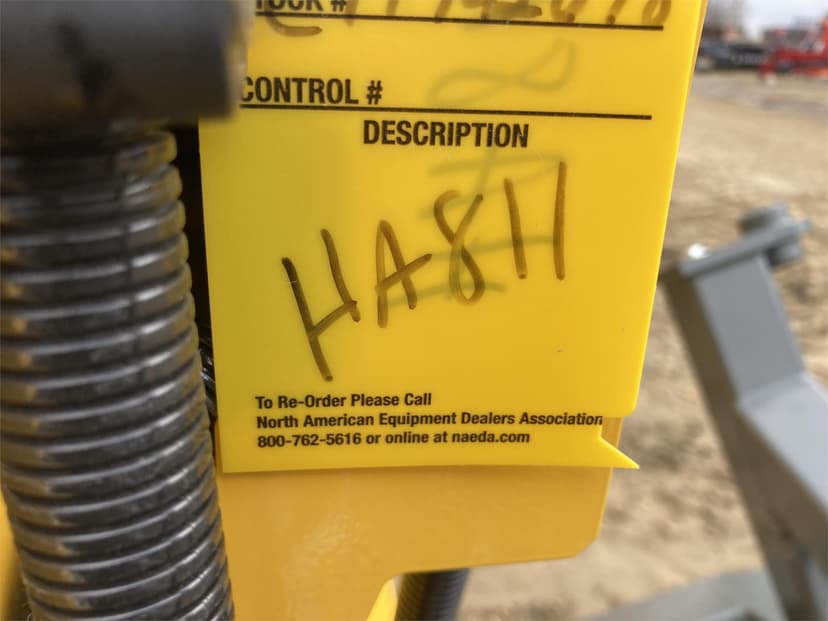 TOCK #
CONTROL #
DESCRIPTION
HA811
To Re-Order Please Call
North American Equipment Dealers Association
800-762-5616 or online at naeda.com